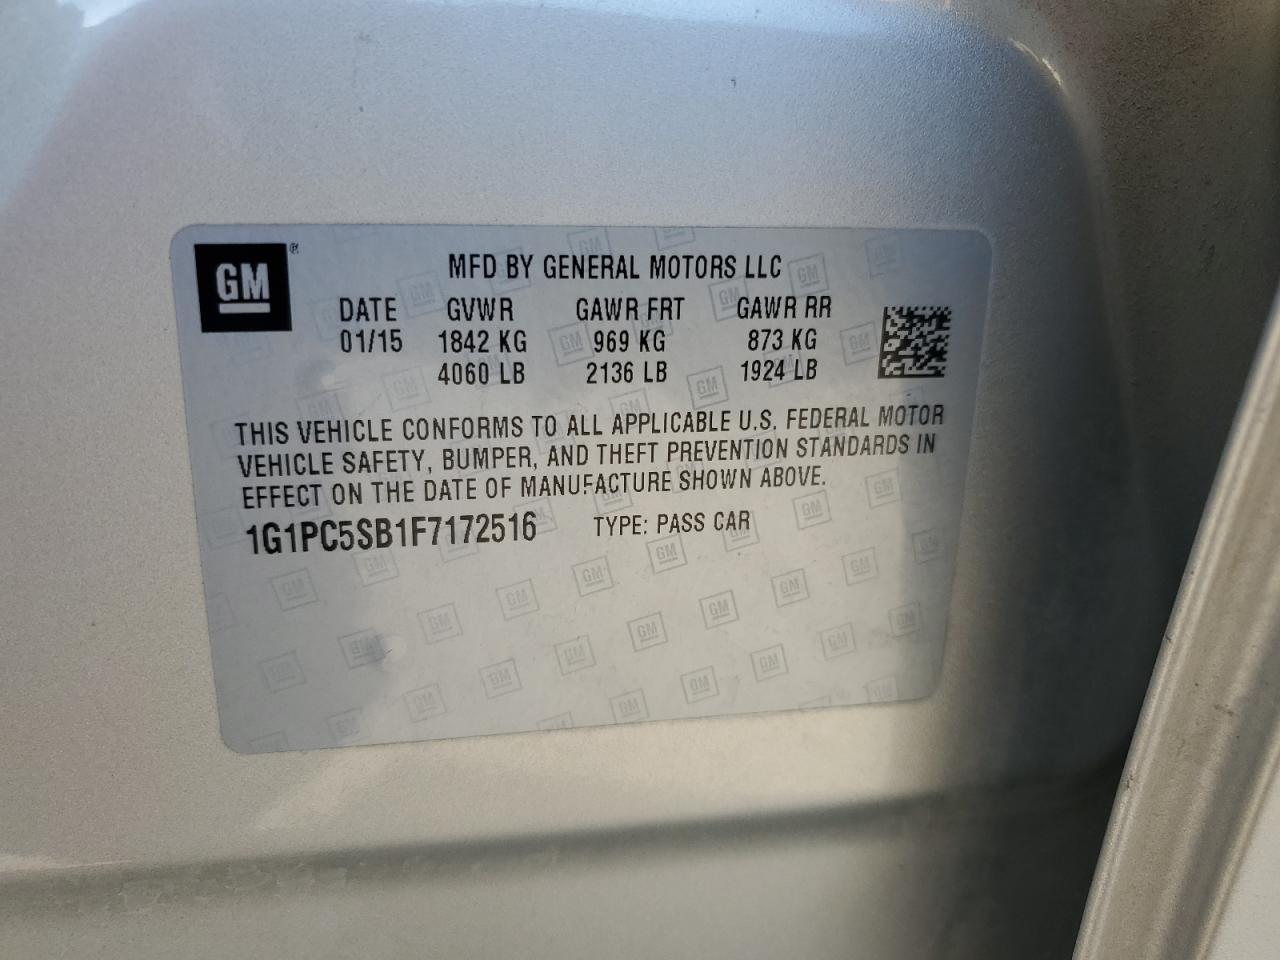 GM®
MFD BY GENERAL MOTORS LLC
DATE GVWR GAWR FRT GAWR RR
01/15 1842 KG 969 KG 873 KG
4060 LB 2136 LB 1924 LB
THIS VEHICLE CONFORMS TO ALL APPLICABLE U.S. FEDERAL MOTOR
VEHICLE SAFETY, BUMPER, AND THEFT PREVENTION STANDARDS IN
EFFECT ON THE DATE OF MANUFACTURE SHOWN ABOVE.
1G1PC5SB1F7172516 TYPE: PASS CAR